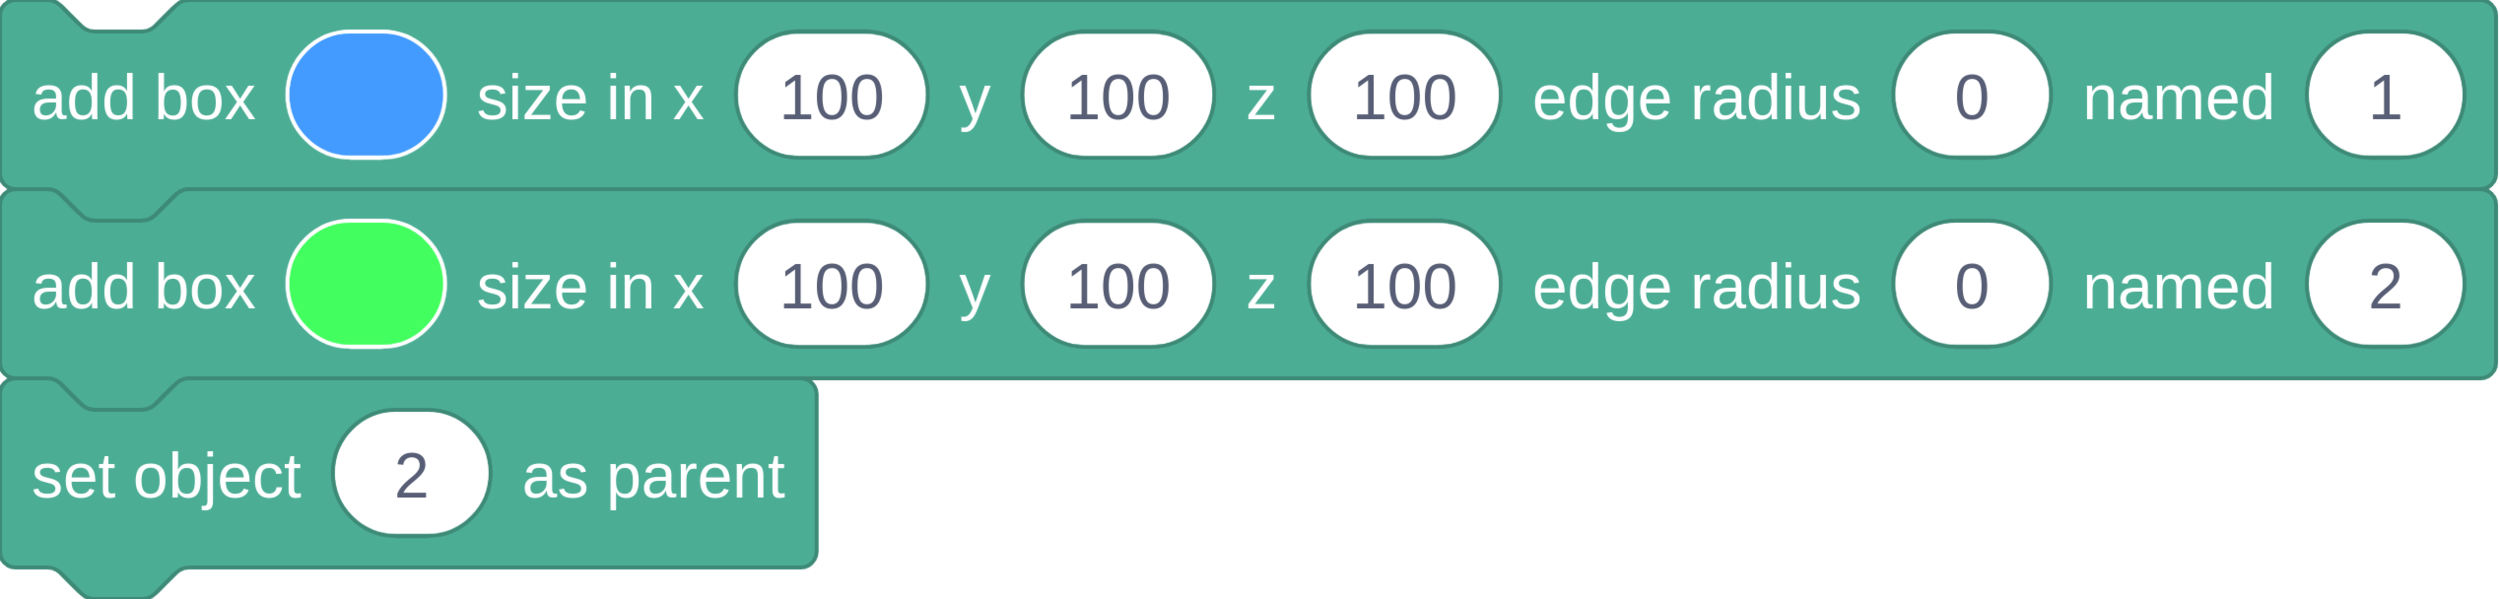 add box size in x 100 y 100 z 100 edge radius 0 named 1
add box size in x 100 y 100 z 100 edge radius 0 named 2
set object 2 as parent